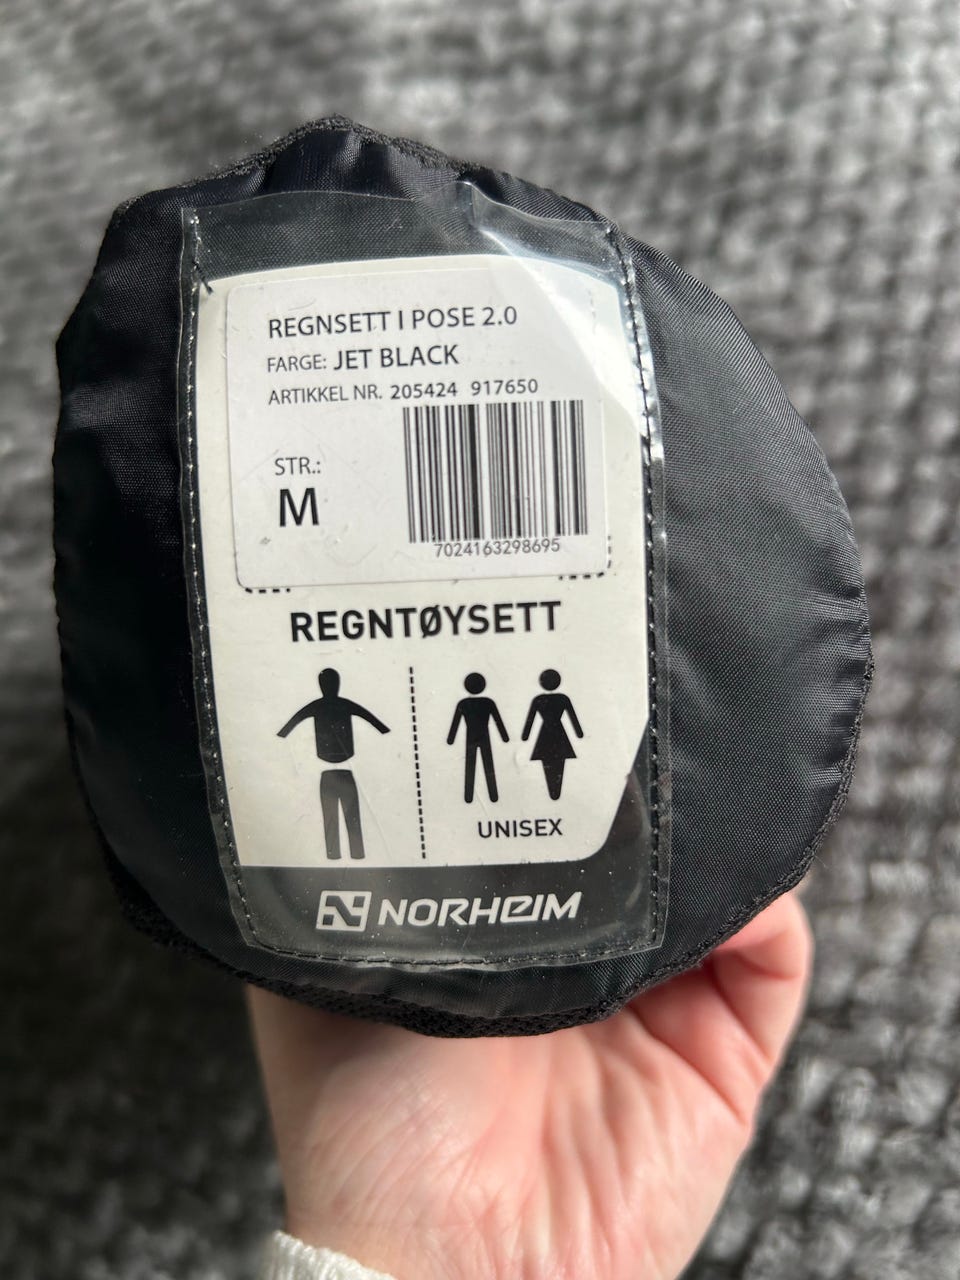 REGNSETT I POSE 2.0
FARGE: JET BLACK
ARTIKKEL NR. 205424 917650
STR.:
M
7024163298695
REGNTØYSETT
UNISEX
NORHEIM